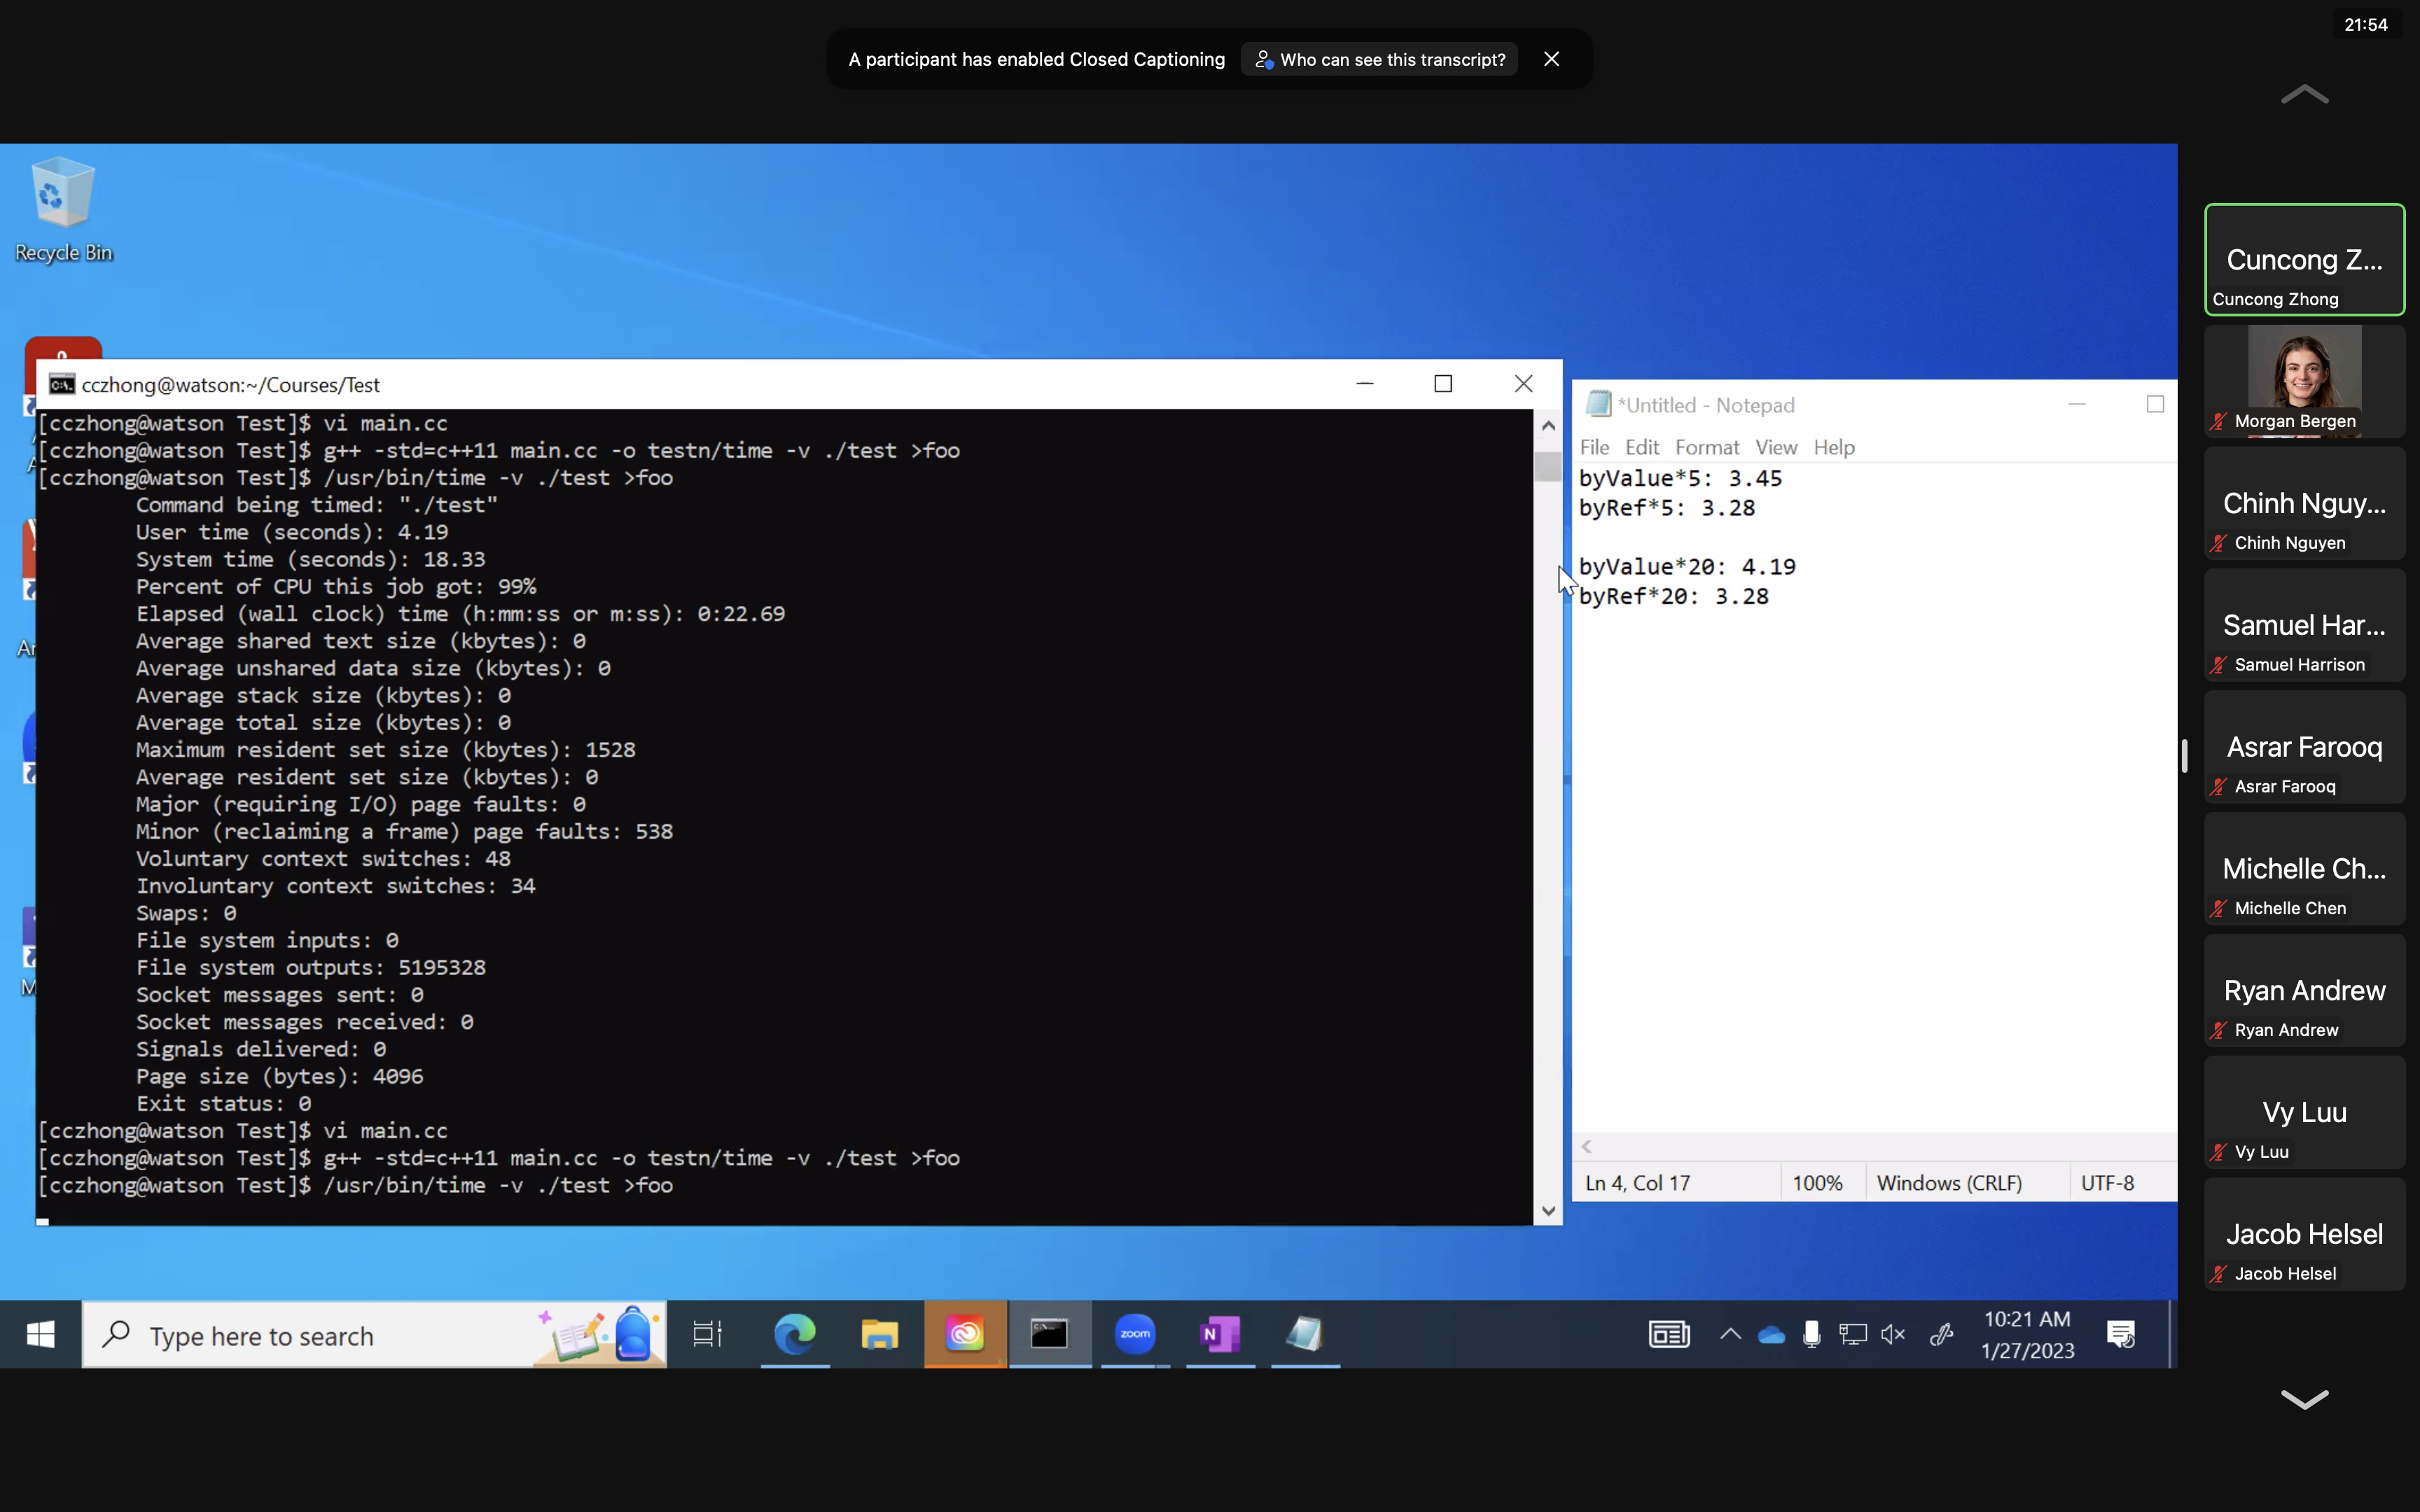 21:54
A participant has enabled Closed Captioning
Who can see this transcript?
Recycle Bin
cczhong@watson:~/Courses/Test
[cczhong@watson Test]$ vi main.cc
[cczhong@watson Test]$ g++ -std=c++11 main.cc -o testn/time -v ./test >foo
[cczhong@watson Test]$ /usr/bin/time -v ./test >foo
Command being timed: "./test"
User time (seconds): 4.19
System time (seconds): 18.33
Percent of CPU this job got: 99%
Elapsed (wall clock) time (h:mm:ss or m:ss): 0:22.69
Average shared text size (kbytes): 0
Average unshared data size (kbytes): 0
Average stack size (kbytes): 0
Average total size (kbytes): 0
Maximum resident set size (kbytes): 1528
Average resident set size (kbytes): 0
Major (requiring I/O) page faults: 0
Minor (reclaiming a frame) page faults: 538
Voluntary context switches: 48
Involuntary context switches: 34
Swaps: 0
File system inputs: 0
File system outputs: 5195328
Socket messages sent: 0
Socket messages received: 0
Signals delivered: 0
Page size (bytes): 4096
Exit status: 0
[cczhong@watson Test]$ vi main.cc
[cczhong@watson Test]$ g++ -std=c++11 main.cc -o testn/time -v ./test >foo
[cczhong@watson Test]$ /usr/bin/time -v ./test >foo
*Untitled - Notepad
File Edit Format View Help
byValue*5: 3.45
byRef*5: 3.28
byValue*20: 4.19
byRef*20: 3.28
Ln 4, Col 17
100%
Windows (CRLF)
UTF-8
Type here to search
zoom
N
10:21 AM
1/27/2023
Cuncong Z...
Cuncong Zhong
Morgan Bergen
Chinh Nguy...
Chinh Nguyen
Samuel Har...
Samuel Harrison
Asrar Farooq
Asrar Farooq
Michelle Ch...
Michelle Chen
Ryan Andrew
Ryan Andrew
Vy Luu
Vy Luu
Jacob Helsel
Jacob Helsel